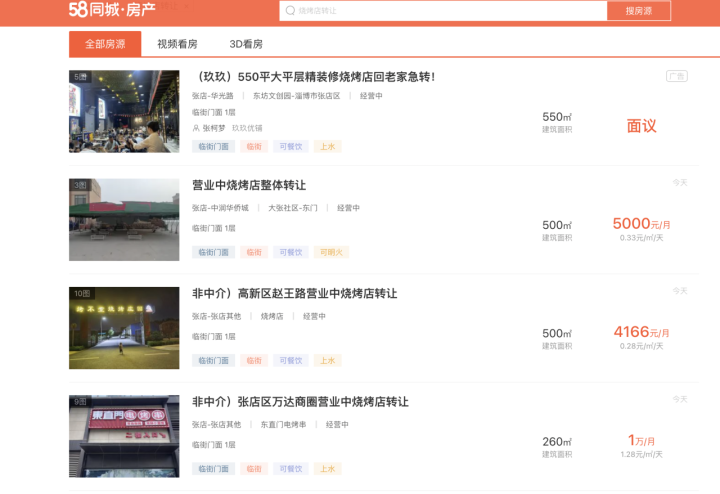 58同城·房产
烧烤店转让
搜房源
全部房源
视频看房
3D看房
5图
（玖玖）550平大平层精装修烧烤店回老家急转！
广告
张店-华光路 | 东坊文创园-淄博市张店区 | 经营中
临街门面 1层
张柯梦 玖玖优铺
临街门面 临街 可餐饮 上水
550㎡
建筑面积
面议
3图
营业中烧烤店整体转让
今天
张店-中润华侨城 | 大张社区-东门 | 经营中
临街门面 1层
临街门面 临街 可餐饮 可明火
500㎡
建筑面积
5000元/月
0.33元/㎡/天
10图
非中介）高新区赵王路营业中烧烤店转让
今天
张店-张店其他 | 烧烤店 | 经营中
临街门面 1层
临街门面 临街 可餐饮 上水
500㎡
建筑面积
4166元/月
0.28元/㎡/天
9图
東直門电烤串
非中介）张店区万达商圈营业中烧烤店转让
今天
张店-张店其他 | 东直门电烤串 | 经营中
临街门面 1层
临街门面 临街 可餐饮 上水
260㎡
建筑面积
1万/月
1.28元/㎡/天